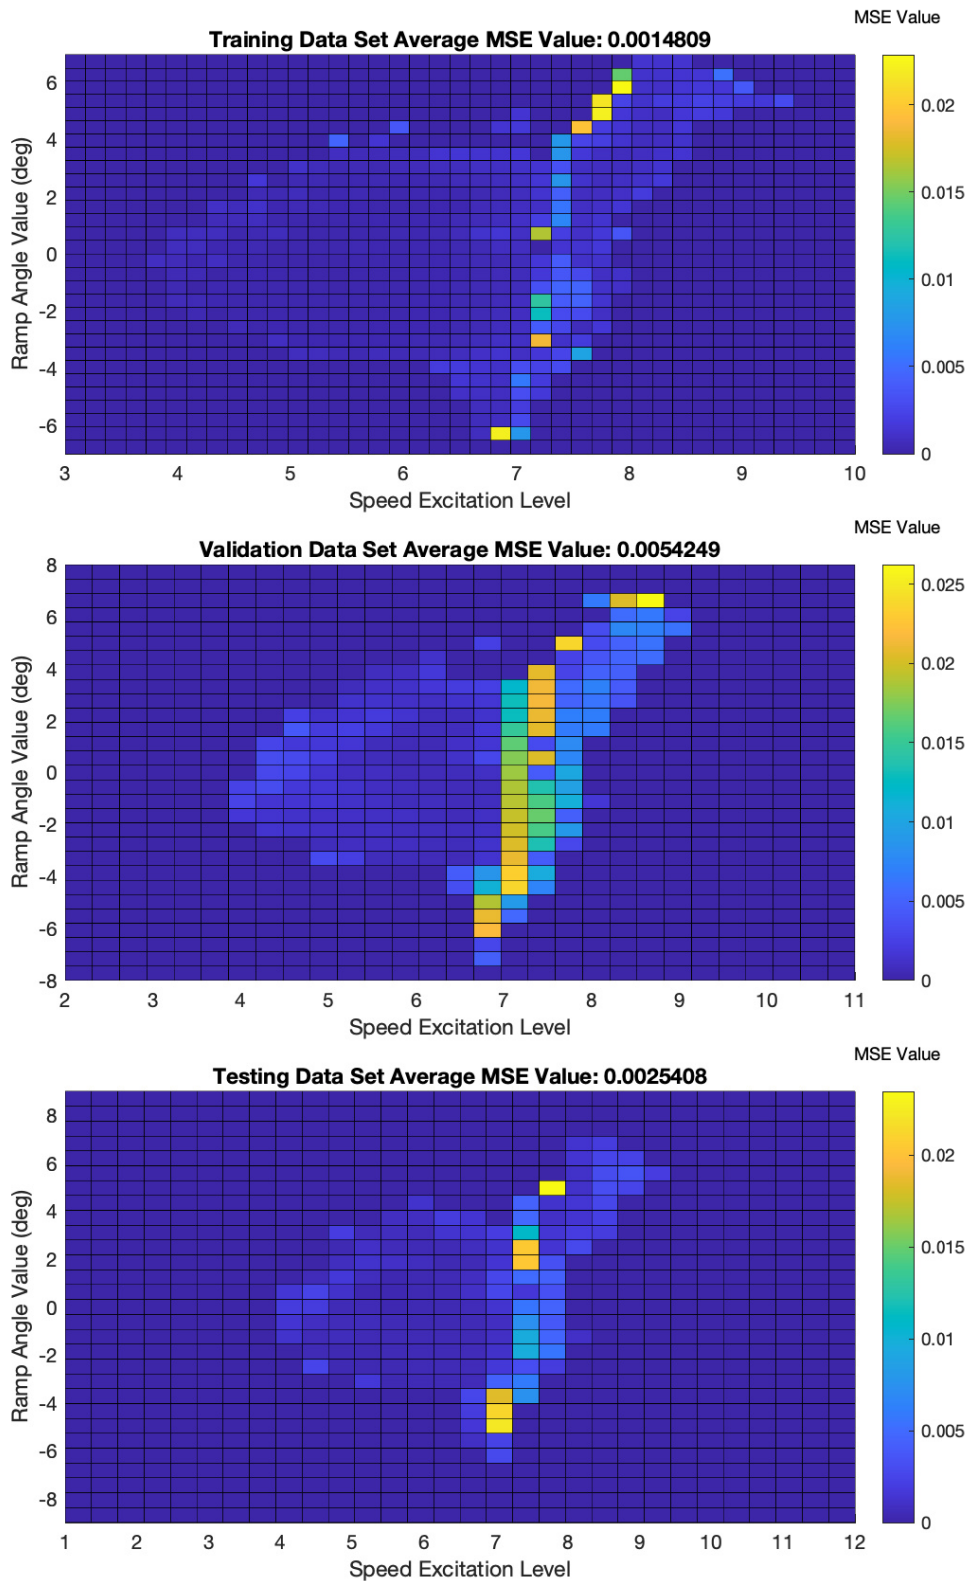 MSE Value
Training Data Set Average MSE Value: 0.0014809
Ramp Angle Value (deg)
6
4
2
0
-2
-4
-6
3 4 5 6 7 8 9 10
Speed Excitation Level
0.02
0.015
0.01
0.005
0
MSE Value
Validation Data Set Average MSE Value: 0.0054249
Ramp Angle Value (deg)
8
6
4
2
0
-2
-4
-6
-8
2 3 4 5 6 7 8 9 10 11
Speed Excitation Level
0.025
0.02
0.015
0.01
0.005
0
MSE Value
Testing Data Set Average MSE Value: 0.0025408
Ramp Angle Value (deg)
8
6
4
2
0
-2
-4
-6
-8
1 2 3 4 5 6 7 8 9 10 11 12
Speed Excitation Level
0.02
0.015
0.01
0.005
0